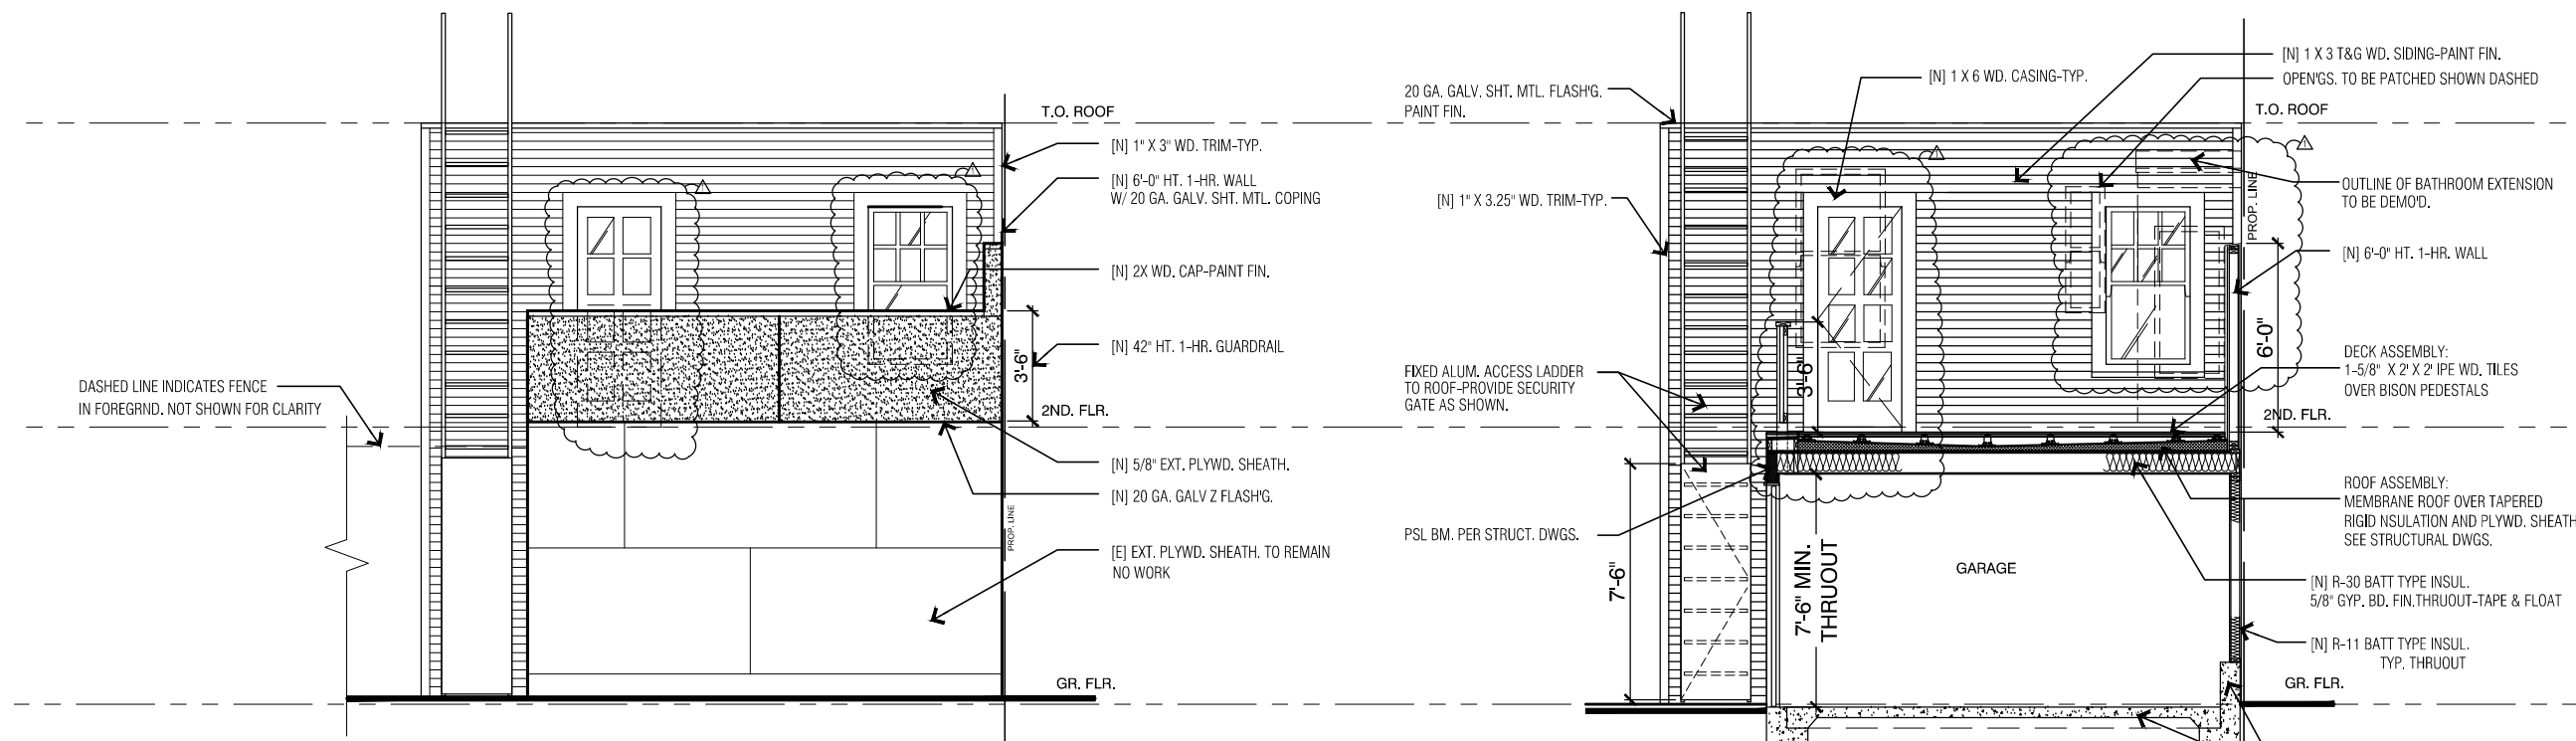 T.O. ROOF
[N] 1" X 3" WD. TRIM-TYP.
[N] 6'-0" HT. 1-HR. WALL
W/ 20 GA. GALV. SHT. MTL. COPING
[N] 2X WD. CAP-PAINT FIN.
[N] 42" HT. 1-HR. GUARDRAIL
3'-6"
DASHED LINE INDICATES FENCE
IN FOREGRND. NOT SHOWN FOR CLARITY
2ND. FLR.
[N] 5/8" EXT. PLYWD. SHEATH.
[N] 20 GA. GALV Z FLASH'G.
PROP. LINE
[E] EXT. PLYWD. SHEATH. TO REMAIN
NO WORK
GR. FLR.
20 GA. GALV. SHT. MTL. FLASH'G.
PAINT FIN.
[N] 1 X 6 WD. CASING-TYP.
[N] 1 X 3 T&G WD. SIDING-PAINT FIN.
OPEN'GS. TO BE PATCHED SHOWN DASHED
T.O. ROOF
[N] 1" X 3.25" WD. TRIM-TYP.
OUTLINE OF BATHROOM EXTENSION
TO BE DEMO'D.
PROP. LINE
[N] 6'-0" HT. 1-HR. WALL
6'-0"
3'-6"
FIXED ALUM. ACCESS LADDER
TO ROOF-PROVIDE SECURITY
GATE AS SHOWN.
DECK ASSEMBLY:
1-5/8" X 2' X 2' IPE WD. TILES
OVER BISON PEDESTALS
2ND. FLR.
ROOF ASSEMBLY:
MEMBRANE ROOF OVER TAPERED
RIGID NSULATION AND PLYWD. SHEATH
SEE STRUCTURAL DWGS.
PSL BM. PER STRUCT. DWGS.
7'-6"
7'-6" MIN.
THRUOUT
GARAGE
[N] R-30 BATT TYPE INSUL.
5/8" GYP. BD. FIN.THRUOUT-TAPE & FLOAT
[N] R-11 BATT TYPE INSUL.
TYP. THRUOUT
GR. FLR.